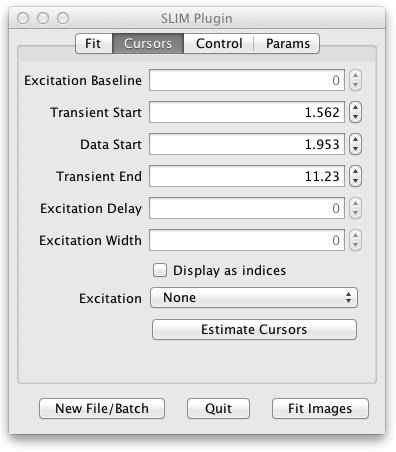 SLIM Plugin
Fit Cursors Control Params
Excitation Baseline 0
Transient Start 1.562
Data Start 1.953
Transient End 11.23
Excitation Delay 0
Excitation Width 0
Display as indices
Excitation None
Estimate Cursors
New File/Batch Quit Fit Images